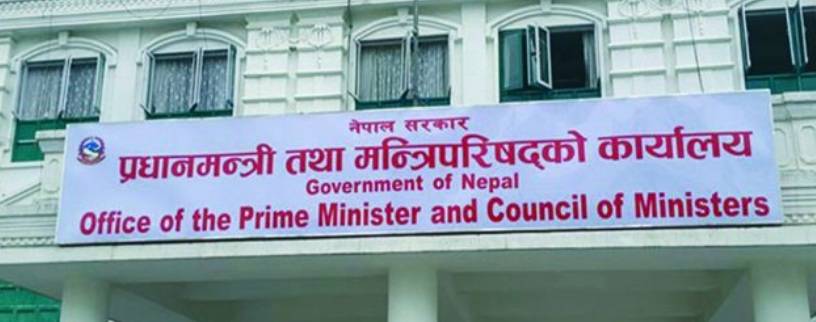 नेपाल सरकार
प्रधानमन्त्री तथा मन्त्रिपरिषद्को कार्यालय
Government of Nepal
Office of the Prime Minister and Council of Ministers